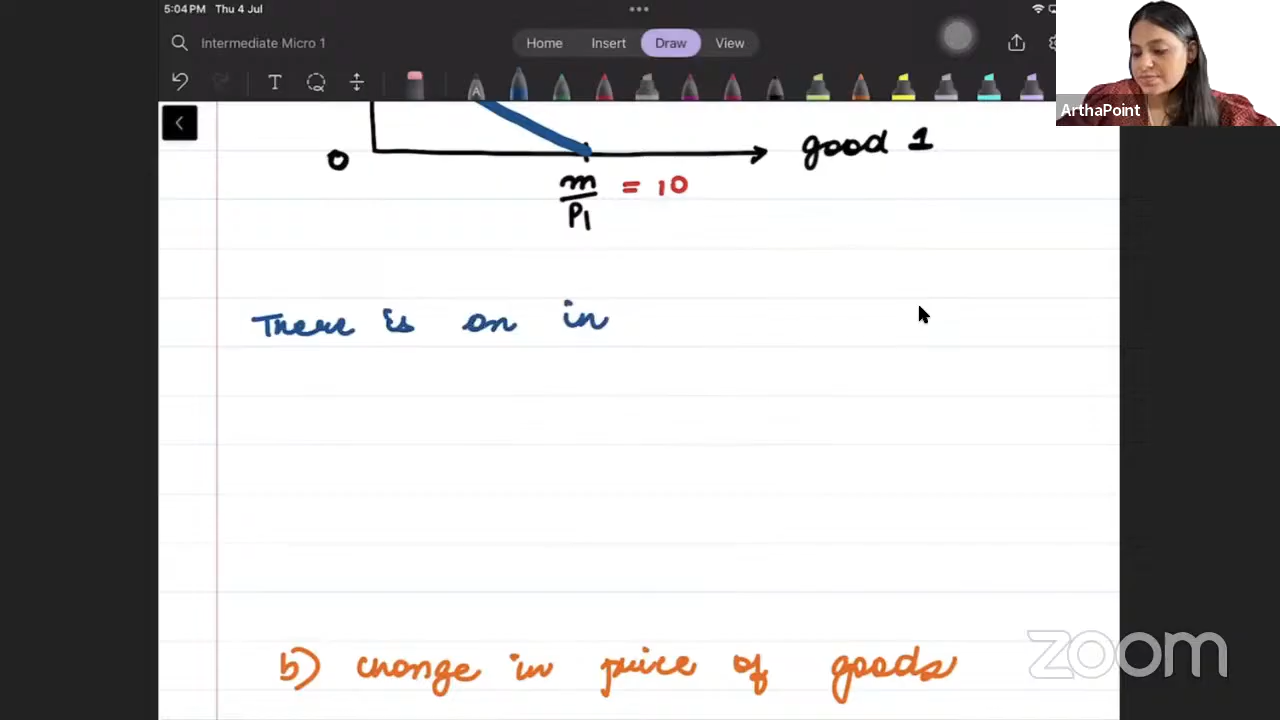 5:04 PM Thu 4 Jul
Intermediate Micro 1
Home Insert Draw View
ArthaPoint
T
A
0
good 1
m/P1 = 10
There is an in
b) change in price of goods
zoom